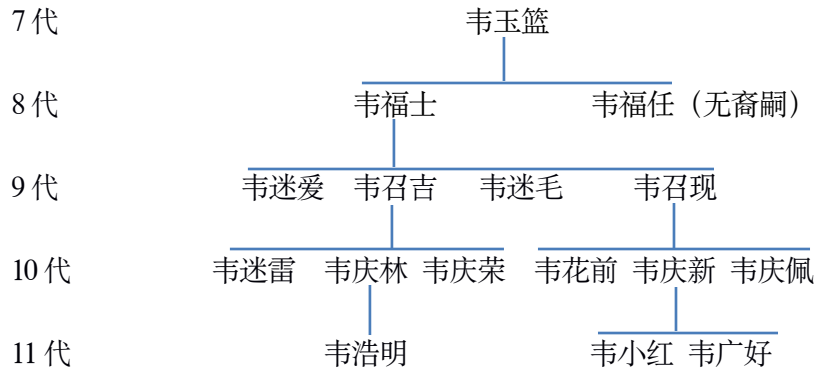 7 代 韦玉篮
8 代 韦福士 韦福任（无裔嗣）
9 代 韦迷爱 韦召吉 韦迷毛 韦召现
10 代 韦迷雷 韦庆林 韦庆荣 韦花前 韦庆新 韦庆佩
11 代 韦浩明 韦小红 韦广好